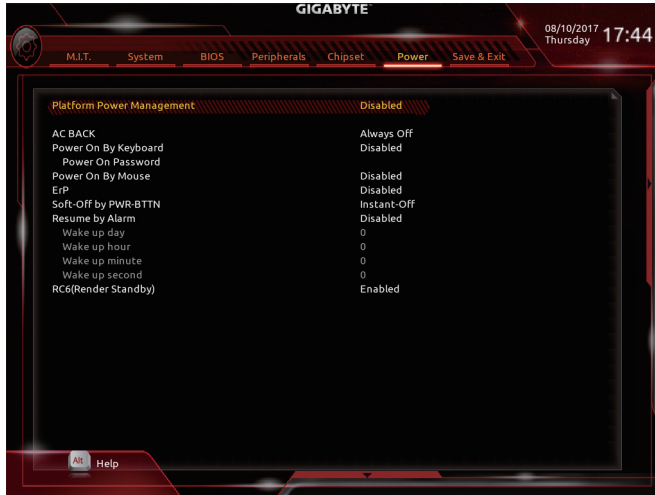 GIGABYTE™
08/10/2017 Thursday 17:44
M.I.T. System BIOS Peripherals Chipset Power Save & Exit
Platform Power Management Disabled
AC BACK Always Off
Power On By Keyboard Disabled
Power On Password
Power On By Mouse Disabled
ErP Disabled
Soft-Off by PWR-BTTN Instant-Off
Resume by Alarm Disabled
Wake up day 0
Wake up hour 0
Wake up minute 0
Wake up second 0
RC6(Render Standby) Enabled
Alt Help